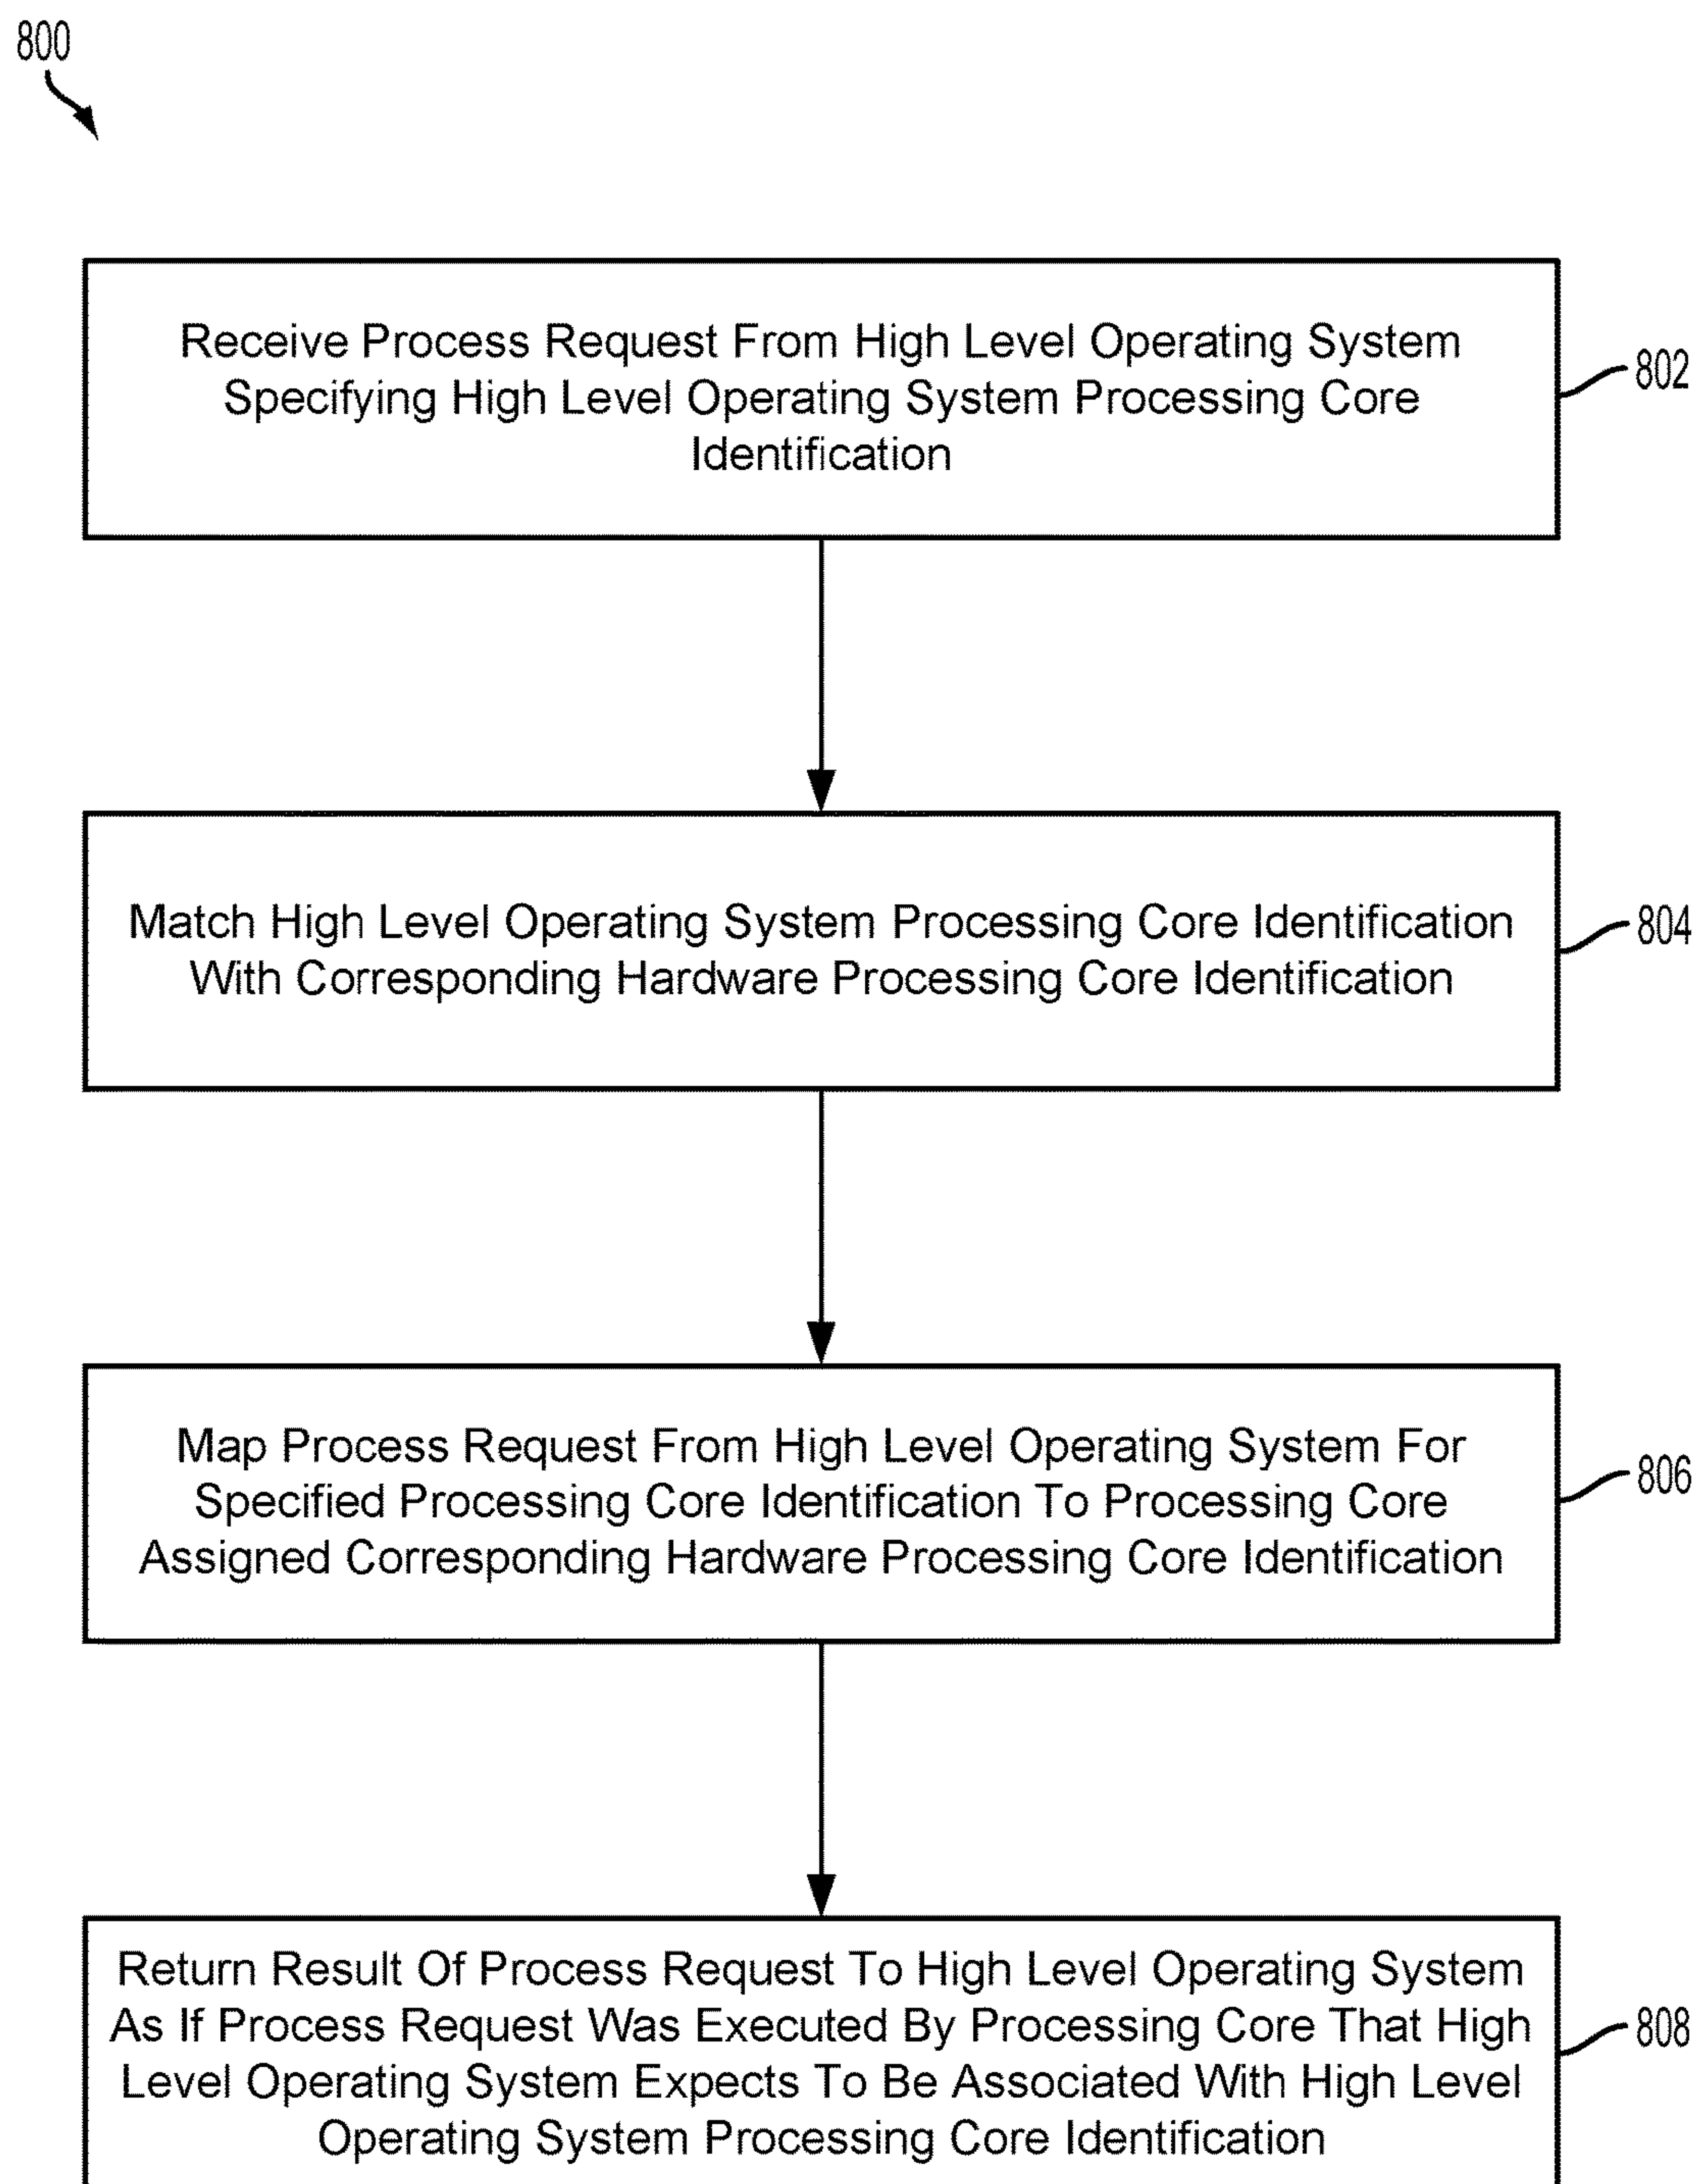 800
Receive Process Request From High Level Operating System
Specifying High Level Operating System Processing Core
Identification
802
Match High Level Operating System Processing Core Identification
With Corresponding Hardware Processing Core Identification
804
Map Process Request From High Level Operating System For
Specified Processing Core Identification To Processing Core
Assigned Corresponding Hardware Processing Core Identification
806
Return Result Of Process Request To High Level Operating System
As If Process Request Was Executed By Processing Core That High
Level Operating System Expects To Be Associated With High Level
Operating System Processing Core Identification
808